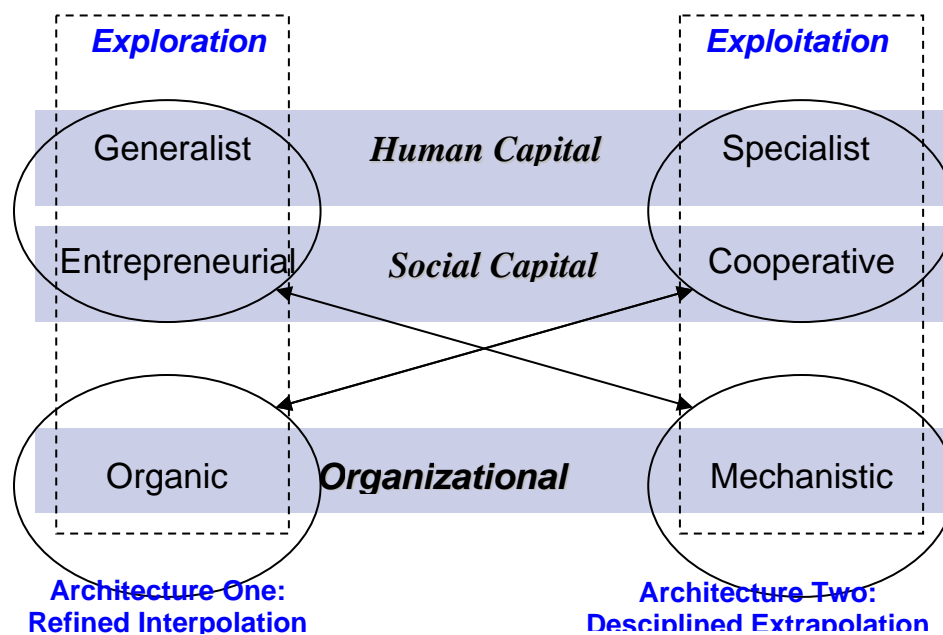 Exploration Exploitation
Generalist Human Capital Specialist
Entrepreneurial Social Capital Cooperative
Organic Organizational Mechanistic
Architecture One: Architecture Two:
Refined Interpolation Desciplined Extrapolation